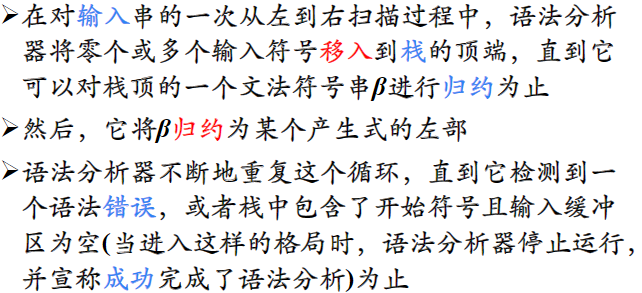 ➢在对输入串的一次从左到右扫描过程中，语法分析
器将零个或多个输入符号移入到栈的顶端，直到它
可以对栈顶的一个文法符号串β进行归约为止
➢然后，它将β归约为某个产生式的左部
➢语法分析器不断地重复这个循环，直到它检测到一
个语法错误，或者栈中包含了开始符号且输入缓冲
区为空(当进入这样的格局时，语法分析器停止运行，
并宣称成功完成了语法分析)为止